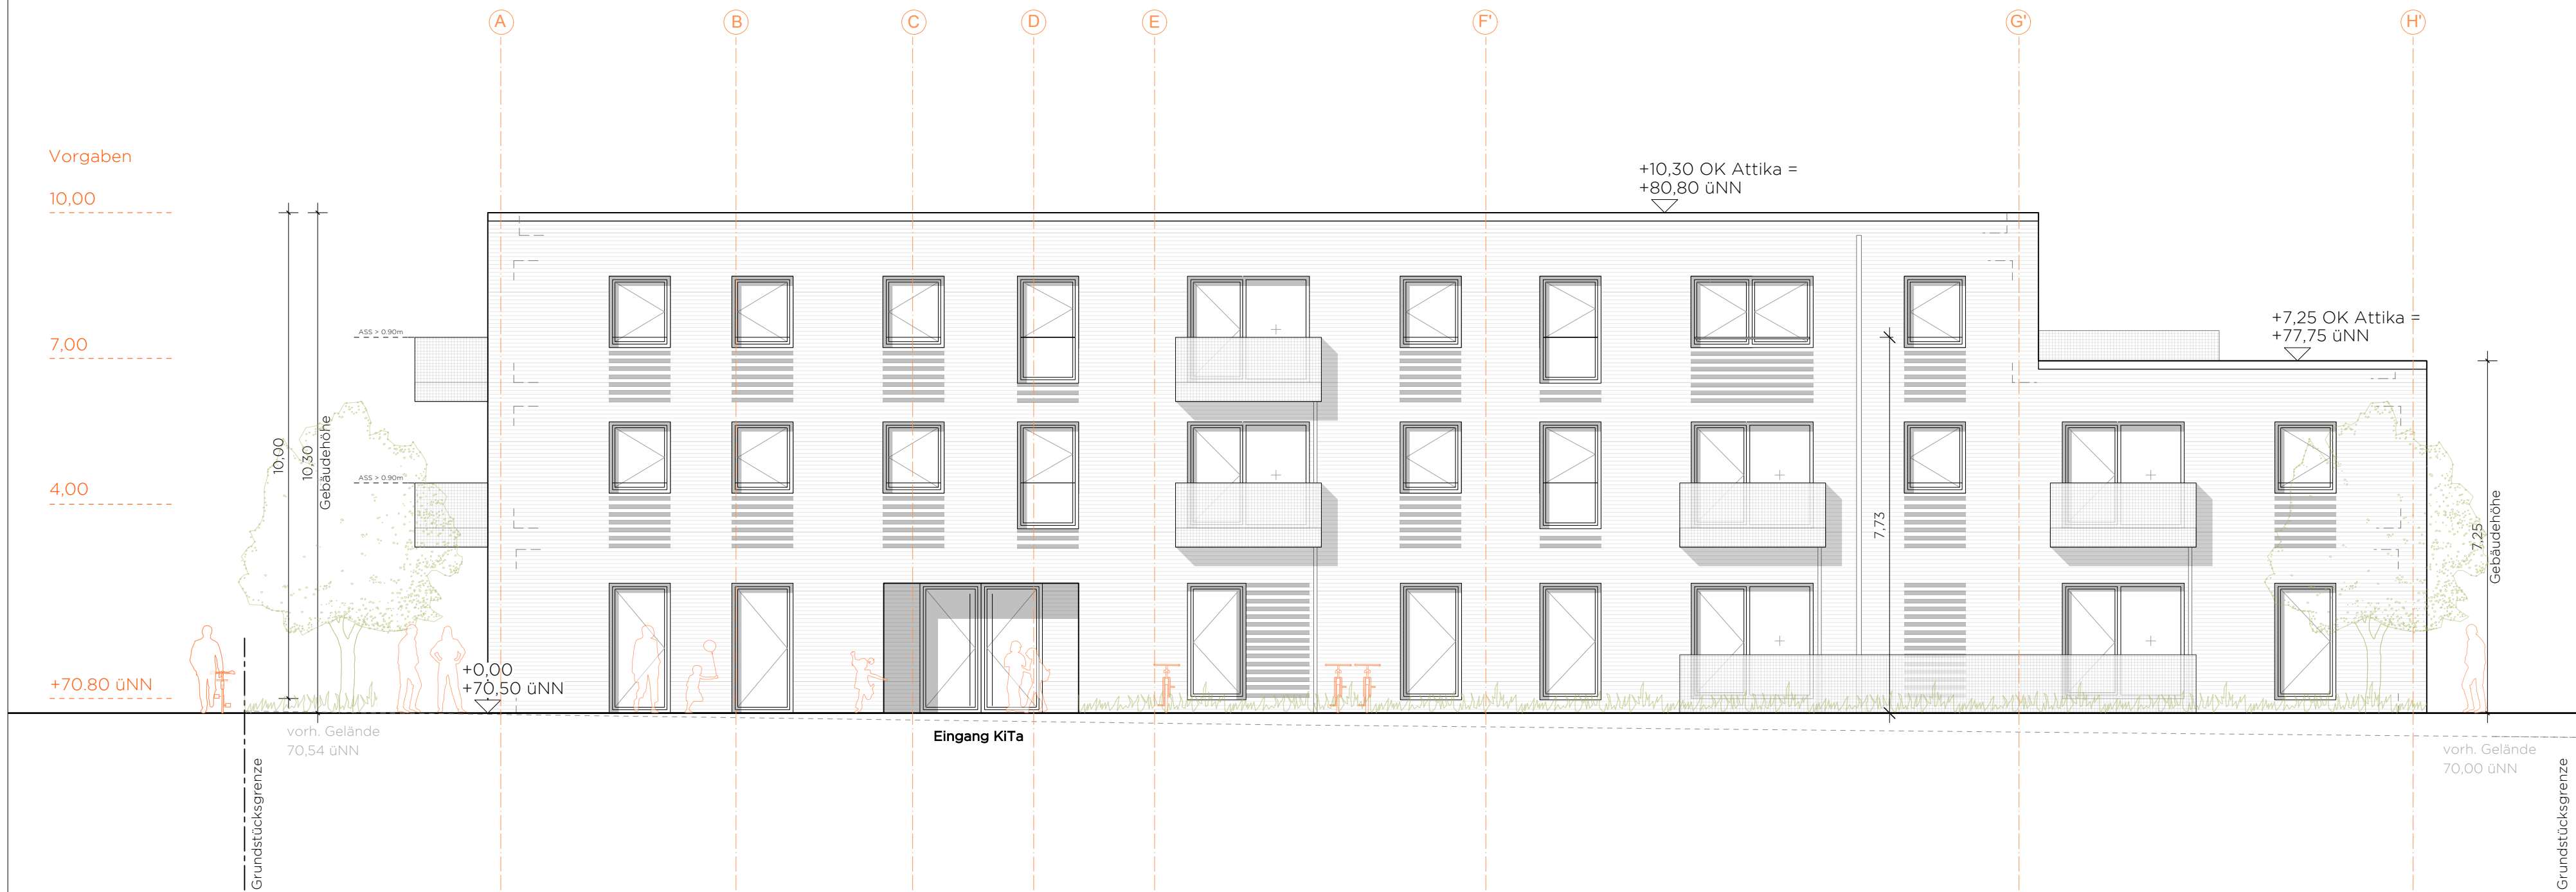 A
B
C
D
E
F'
G'
H'
Vorgaben
10,00
7,00
4,00
+70.80 üNN
10,00
10,30
Gebäudehöhe
ASS > 0.90m
ASS > 0.90m
+10,30 OK Attika =
+80,80 üNN
+7,25 OK Attika =
+77,75 üNN
7,73
7,25
Gebäudehöhe
+0,00
+70,50 üNN
vorh. Gelände
70,54 üNN
Eingang KiTa
vorh. Gelände
70,00 üNN
Grundstücksgrenze
Grundstücksgrenze